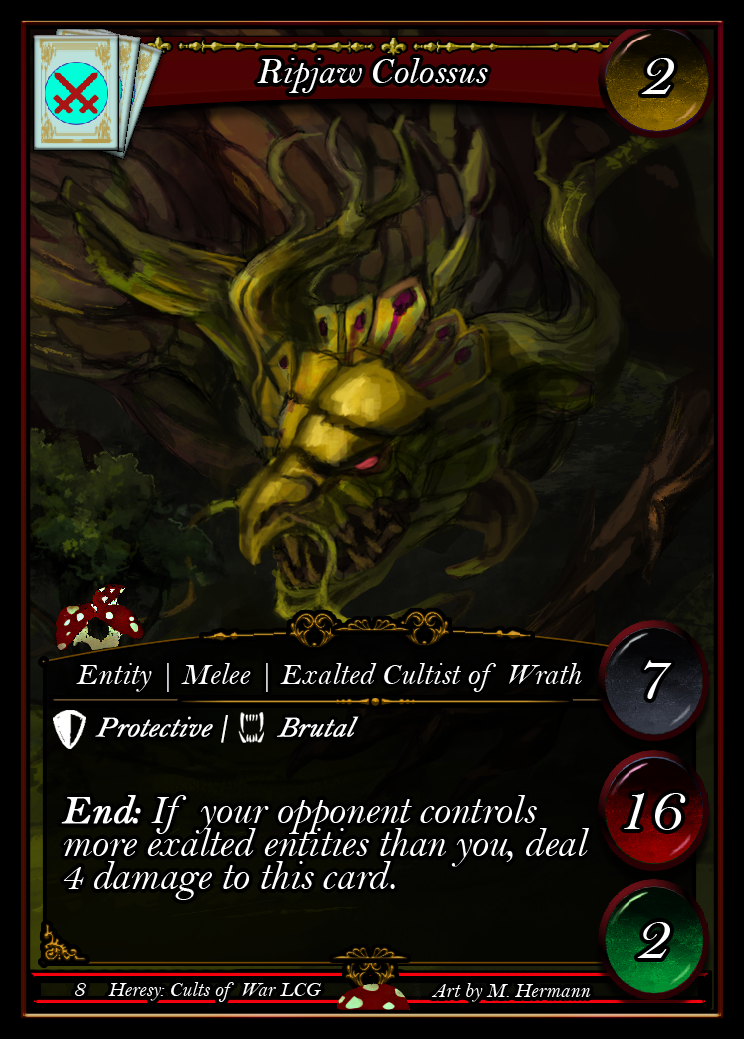 Ripjaw Colossus
2
Entity | Melee | Exalted Cultist of Wrath
7
Protective | Brutal
End: If your opponent controls
more exalted entities than you, deal
4 damage to this card.
16
2
8 Heresy: Cults of War LCG
Art by M. Hermann